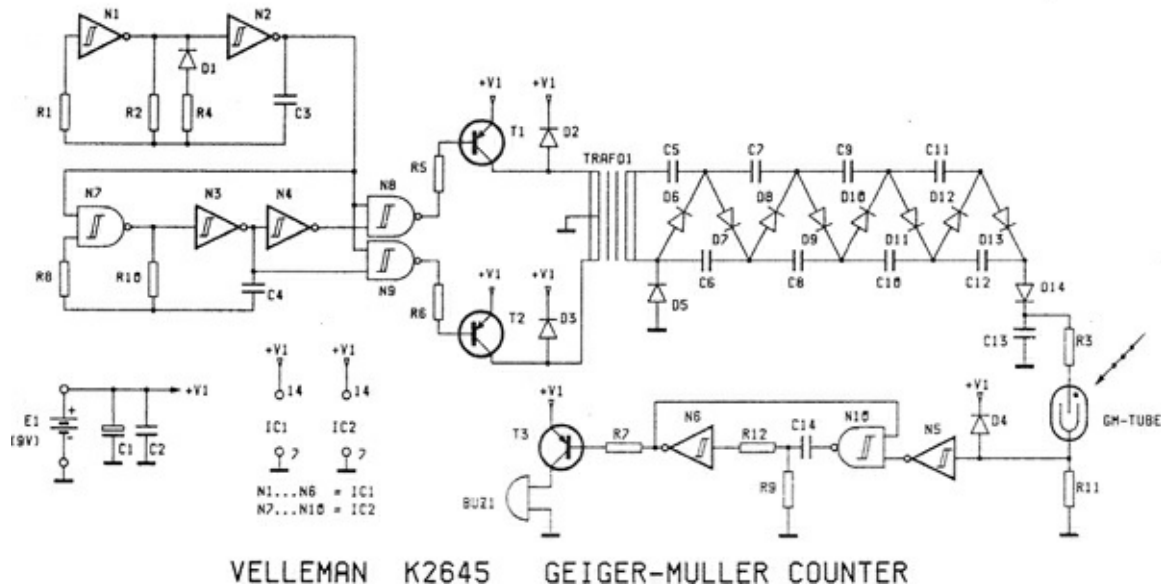 N1
N2
D1
R1
R2
R4
C3
+V1
+V1
T1
D2
R5
TRAFO1
C5
C7
C9
C11
D6
D8
D10
D12
N7
N3
N4
N8
D7
D9
D11
D13
R8
R10
C4
N9
C6
C8
C10
C12
+V1
+V1
R6
T2
D3
D5
D14
C13
R3
+V1
+V1
14
14
+V1
+V1
+V1
E1
+
(9V)
-
C1
C2
IC1
IC2
7
7
T3
R7
N6
R12
C14
N10
N5
D4
GM-TUBE
R9
R11
BUZ1
N1...N6 = IC1
N7...N10 = IC2
VELLEMAN K2645 GEIGER-MULLER COUNTER